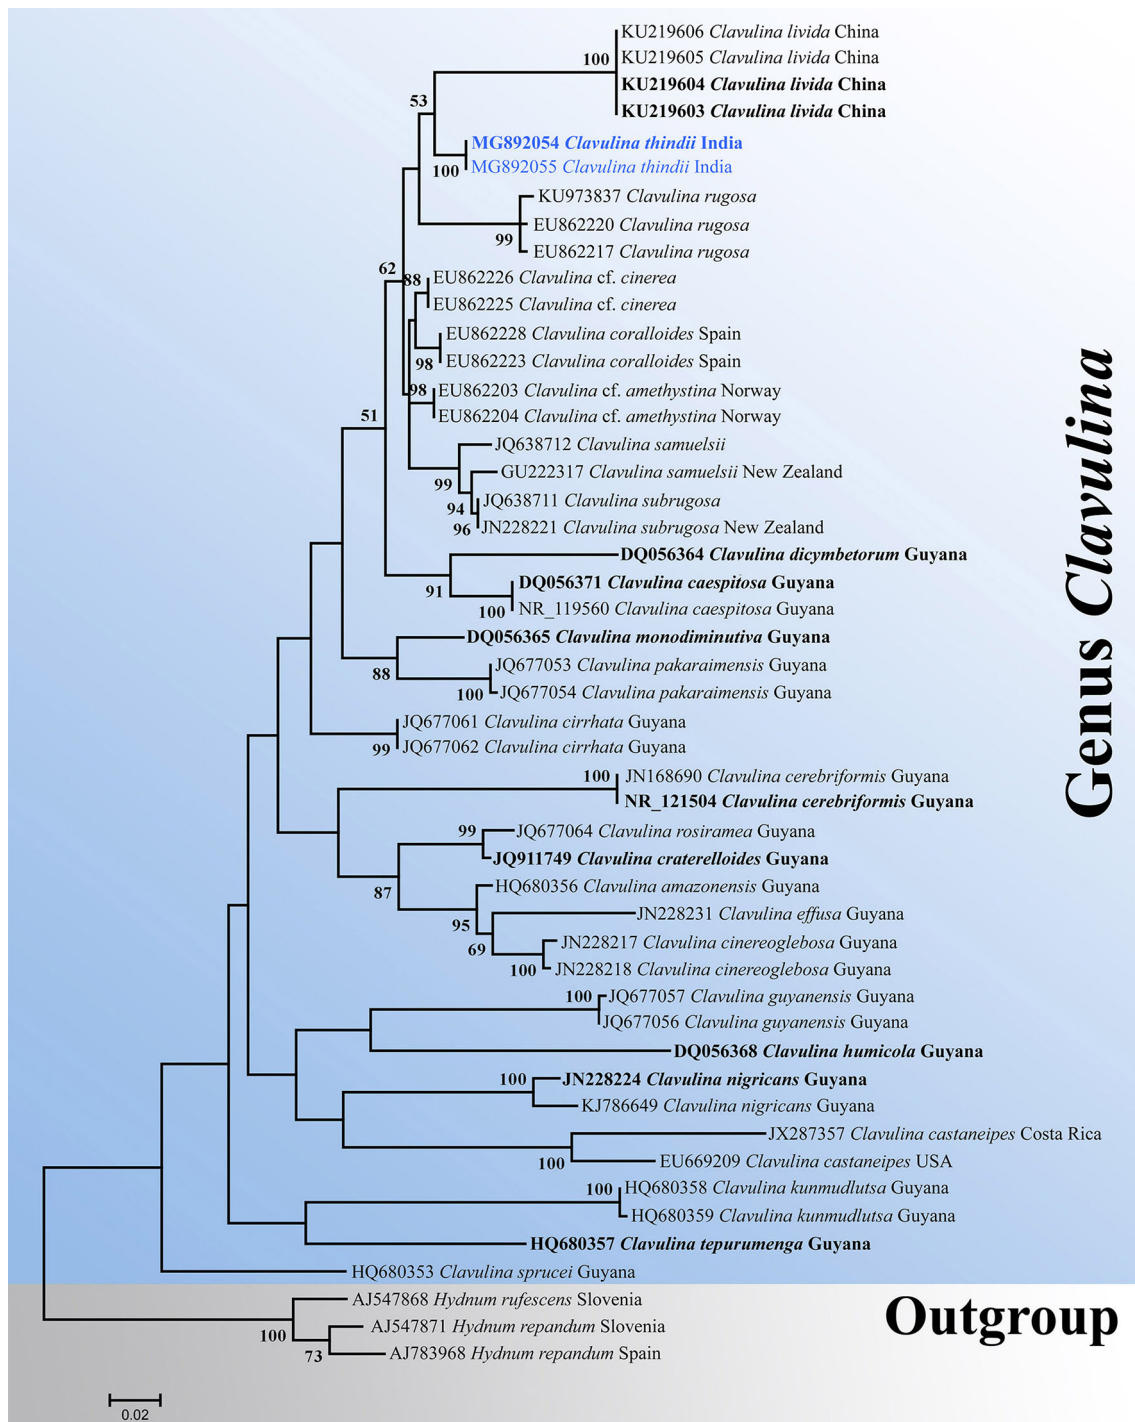 KU219606 Clavulina livida China
100
KU219605 Clavulina livida China
KU219604 Clavulina livida China
53
KU219603 Clavulina livida China
MG892054 Clavulina thindii India
100
MG892055 Clavulina thindii India
KU973837 Clavulina rugosa
EU862220 Clavulina rugosa
99
EU862217 Clavulina rugosa
62
88
EU862226 Clavulina cf. cinerea
EU862225 Clavulina cf. cinerea
EU862228 Clavulina coralloides Spain
98
EU862223 Clavulina coralloides Spain
98
EU862203 Clavulina cf. amethystina Norway
51
EU862204 Clavulina cf. amethystina Norway
JQ638712 Clavulina samuelsii
99
GU222317 Clavulina samuelsii New Zealand
94
JQ638711 Clavulina subrugosa
96
JN228221 Clavulina subrugosa New Zealand
DQ056364 Clavulina dicymbetorum Guyana
91
DQ056371 Clavulina caespitosa Guyana
100
NR_119560 Clavulina caespitosa Guyana
DQ056365 Clavulina monodiminutiva Guyana
88
JQ677053 Clavulina pakaraimensis Guyana
100
JQ677054 Clavulina pakaraimensis Guyana
JQ677061 Clavulina cirrhata Guyana
99
JQ677062 Clavulina cirrhata Guyana
100
JN168690 Clavulina cerebriformis Guyana
NR_121504 Clavulina cerebriformis Guyana
99
JQ677064 Clavulina rosiramea Guyana
JQ911749 Clavulina craterelloides Guyana
87
HQ680356 Clavulina amazonensis Guyana
95
JN228231 Clavulina effusa Guyana
69
JN228217 Clavulina cinereoglebosa Guyana
100
JN228218 Clavulina cinereoglebosa Guyana
100
JQ677057 Clavulina guyanensis Guyana
JQ677056 Clavulina guyanensis Guyana
DQ056368 Clavulina humicola Guyana
100
JN228224 Clavulina nigricans Guyana
KJ786649 Clavulina nigricans Guyana
JX287357 Clavulina castaneipes Costa Rica
100
EU669209 Clavulina castaneipes USA
100
HQ680358 Clavulina kunmudlutsa Guyana
HQ680359 Clavulina kunmudlutsa Guyana
HQ680357 Clavulina tepurumenga Guyana
HQ680353 Clavulina sprucei Guyana
Genus Clavulina
AJ547868 Hydnum rufescens Slovenia
100
AJ547871 Hydnum repandum Slovenia
73
AJ783968 Hydnum repandum Spain
Outgroup
0.02